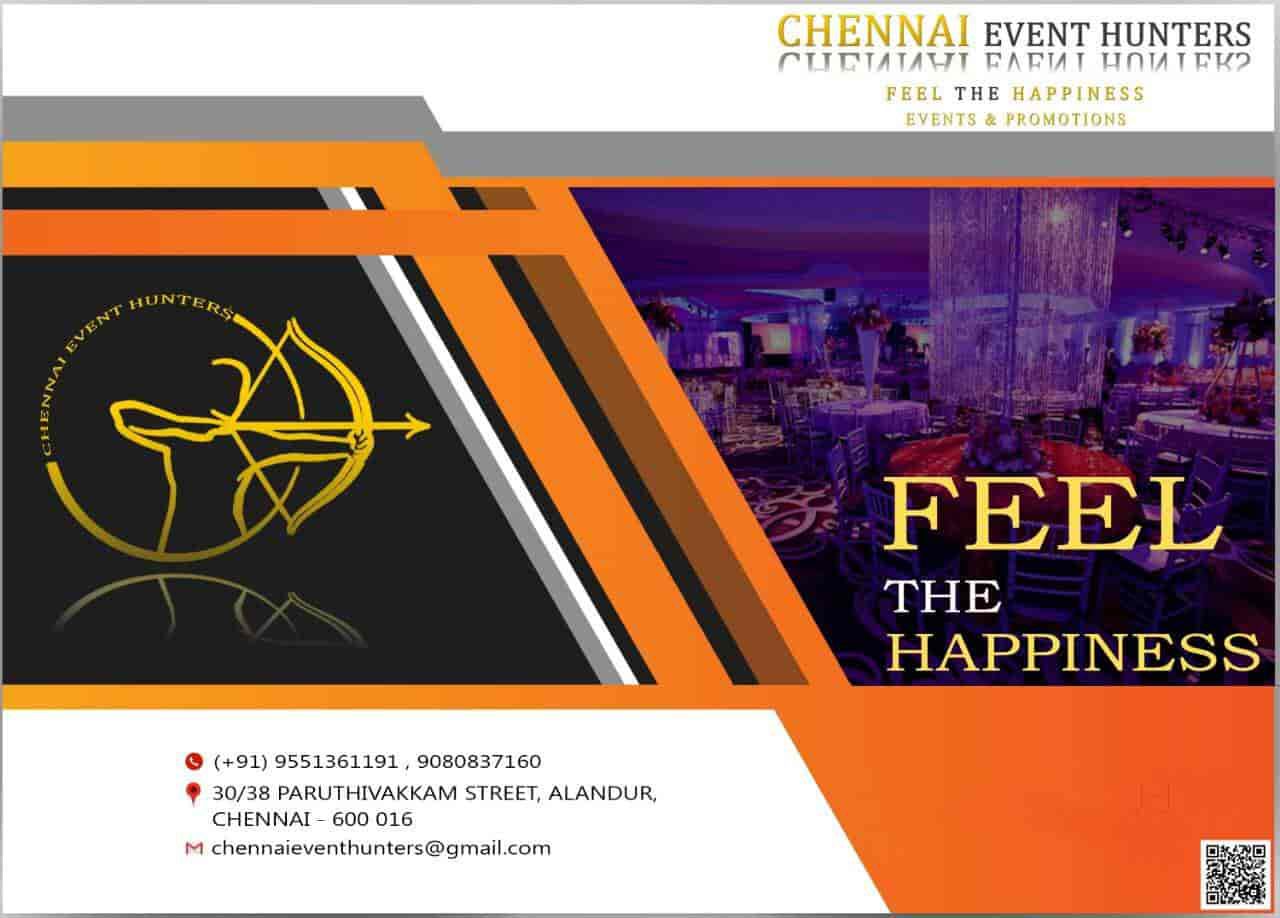 CHENNAI EVENT HUNTERS
FEEL THE HAPPINESS
EVENTS & PROMOTIONS
CHENNAI EVENT HUNTERS
FEEL
THE
HAPPINESS
(+91) 9551361191 , 9080837160
30/38 PARUTHIVAKKAM STREET, ALANDUR,
CHENNAI - 600 016
chennaieventhunters@gmail.com